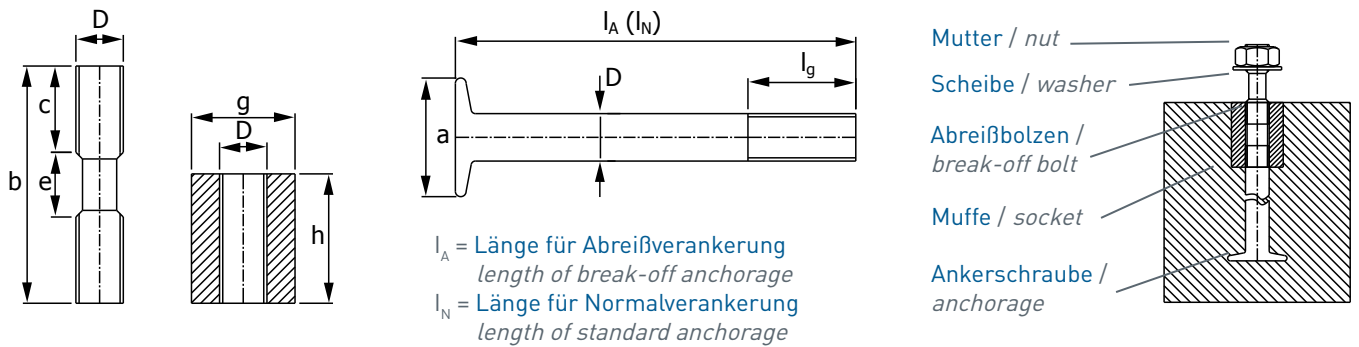 D
c
e
b
g
D
h
l_A (l_N)
l_g
D
a
l_A = Länge für Abreißverankerung
length of break-off anchorage
l_N = Länge für Normalverankerung
length of standard anchorage
Mutter / nut
Scheibe / washer
Abreißbolzen /
break-off bolt
Muffe / socket
Ankerschraube /
anchorage